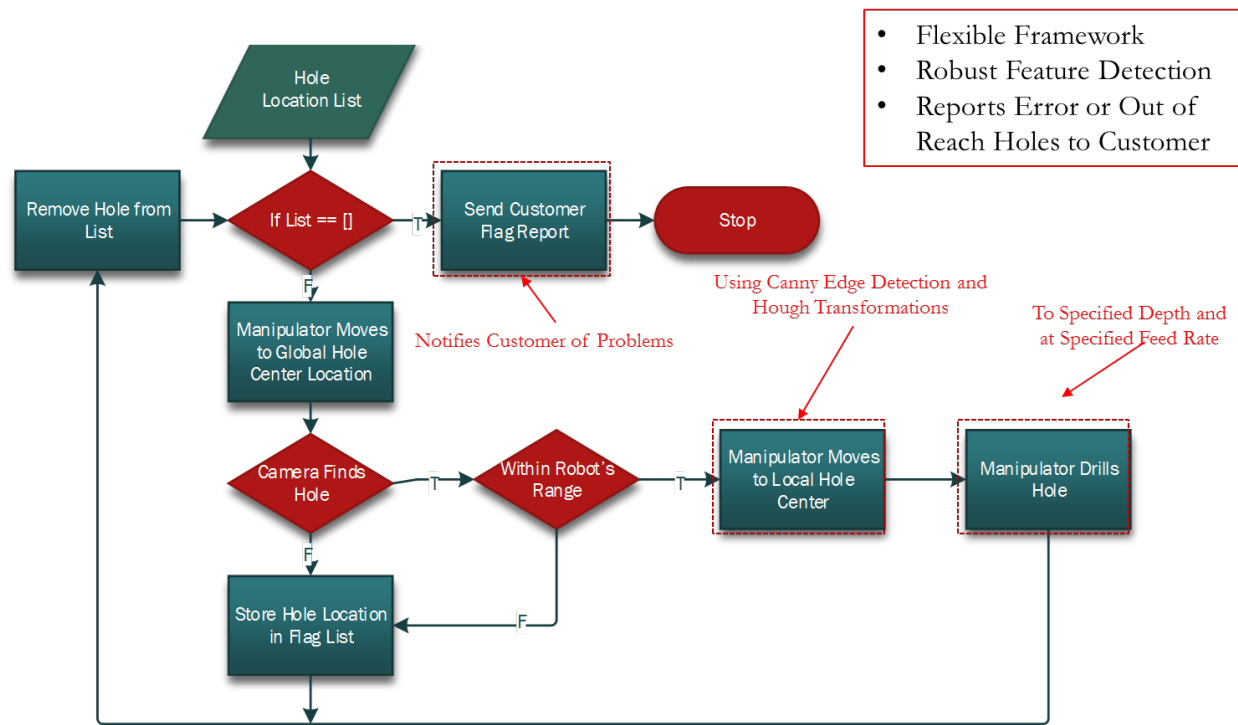 • Flexible Framework
• Robust Feature Detection
• Reports Error or Out of
Reach Holes to Customer
Hole
Location List
Remove Hole from
List
If List == []
T
Send Customer
Flag Report
Stop
F
Notifies Customer of Problems
Using Canny Edge Detection and
Hough Transformations
To Specified Depth and
at Specified Feed Rate
Manipulator Moves
to Global Hole
Center Location
Camera Finds
Hole
T
Within Robot's
Range
T
Manipulator Moves
to Local Hole
Center
Manipulator Drills
Hole
F
F
Store Hole Location
in Flag List